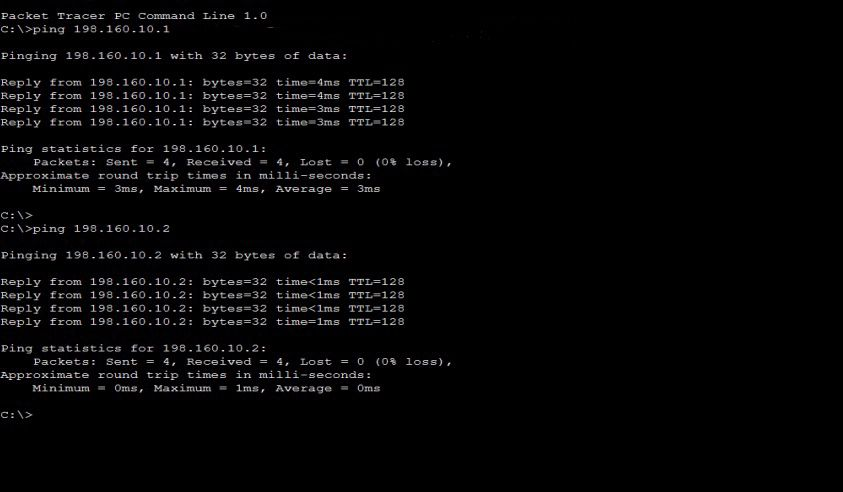 Packet Tracer PC Command Line 1.0
C:\>ping 198.160.10.1
Pinging 198.160.10.1 with 32 bytes of data:
Reply from 198.160.10.1: bytes=32 time=4ms TTL=128
Reply from 198.160.10.1: bytes=32 time=4ms TTL=128
Reply from 198.160.10.1: bytes=32 time=3ms TTL=128
Reply from 198.160.10.1: bytes=32 time=3ms TTL=128
Ping statistics for 198.160.10.1:
    Packets: Sent = 4, Received = 4, Lost = 0 (0% loss),
Approximate round trip times in milli-seconds:
    Minimum = 3ms, Maximum = 4ms, Average = 3ms
C:\>
C:\>ping 198.160.10.2
Pinging 198.160.10.2 with 32 bytes of data:
Reply from 198.160.10.2: bytes=32 time<1ms TTL=128
Reply from 198.160.10.2: bytes=32 time<1ms TTL=128
Reply from 198.160.10.2: bytes=32 time<1ms TTL=128
Reply from 198.160.10.2: bytes=32 time=1ms TTL=128
Ping statistics for 198.160.10.2:
    Packets: Sent = 4, Received = 4, Lost = 0 (0% loss),
Approximate round trip times in milli-seconds:
    Minimum = 0ms, Maximum = 1ms, Average = 0ms
C:\>